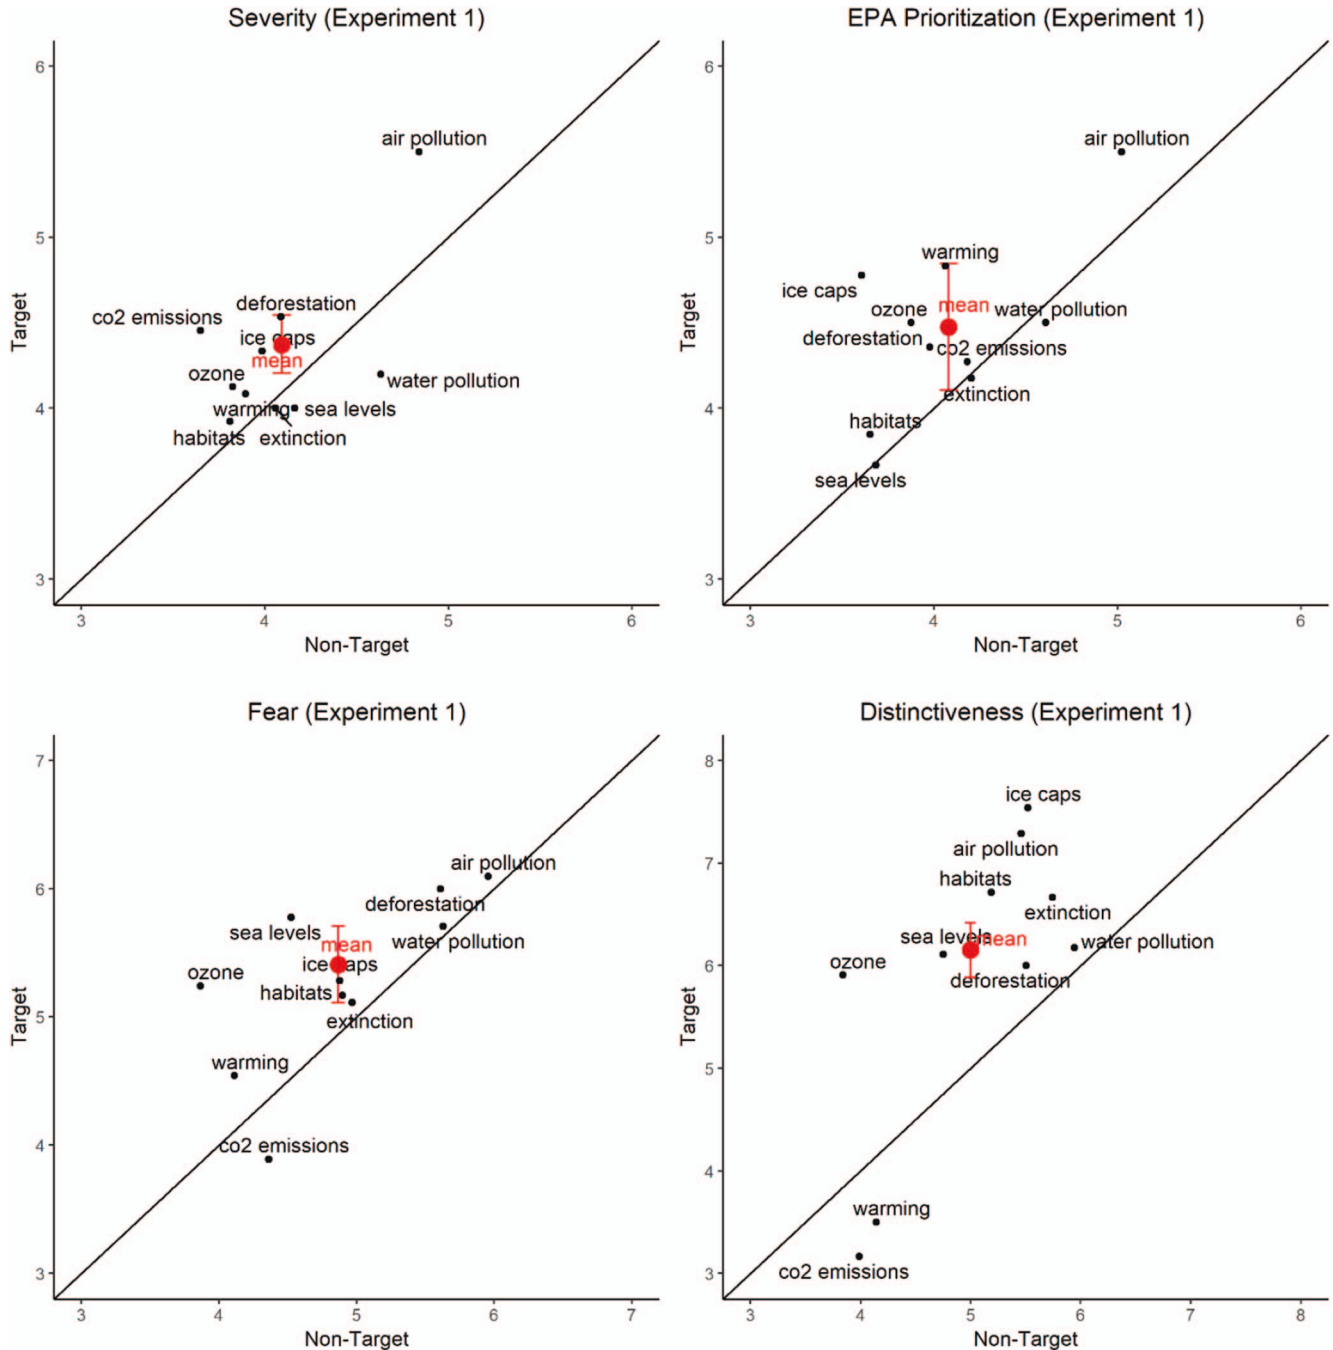 Severity (Experiment 1)
6
5
4
3
Target
air pollution
deforestation
co2 emissions
ice caps
mean
ozone
water pollution
warming
sea levels
habitats
extinction
3 4 5 6
Non-Target
EPA Prioritization (Experiment 1)
6
5
4
3
Target
air pollution
warming
ice caps
mean
ozone
water pollution
deforestation
co2 emissions
extinction
habitats
sea levels
3 4 5 6
Non-Target
Fear (Experiment 1)
7
6
5
4
3
Target
air pollution
deforestation
sea levels
mean
water pollution
ice caps
ozone
habitats
extinction
warming
co2 emissions
3 4 5 6 7
Non-Target
Distinctiveness (Experiment 1)
8
7
6
5
4
3
Target
ice caps
air pollution
habitats
extinction
sea levels
mean
water pollution
ozone
deforestation
warming
co2 emissions
3 4 5 6 7 8
Non-Target